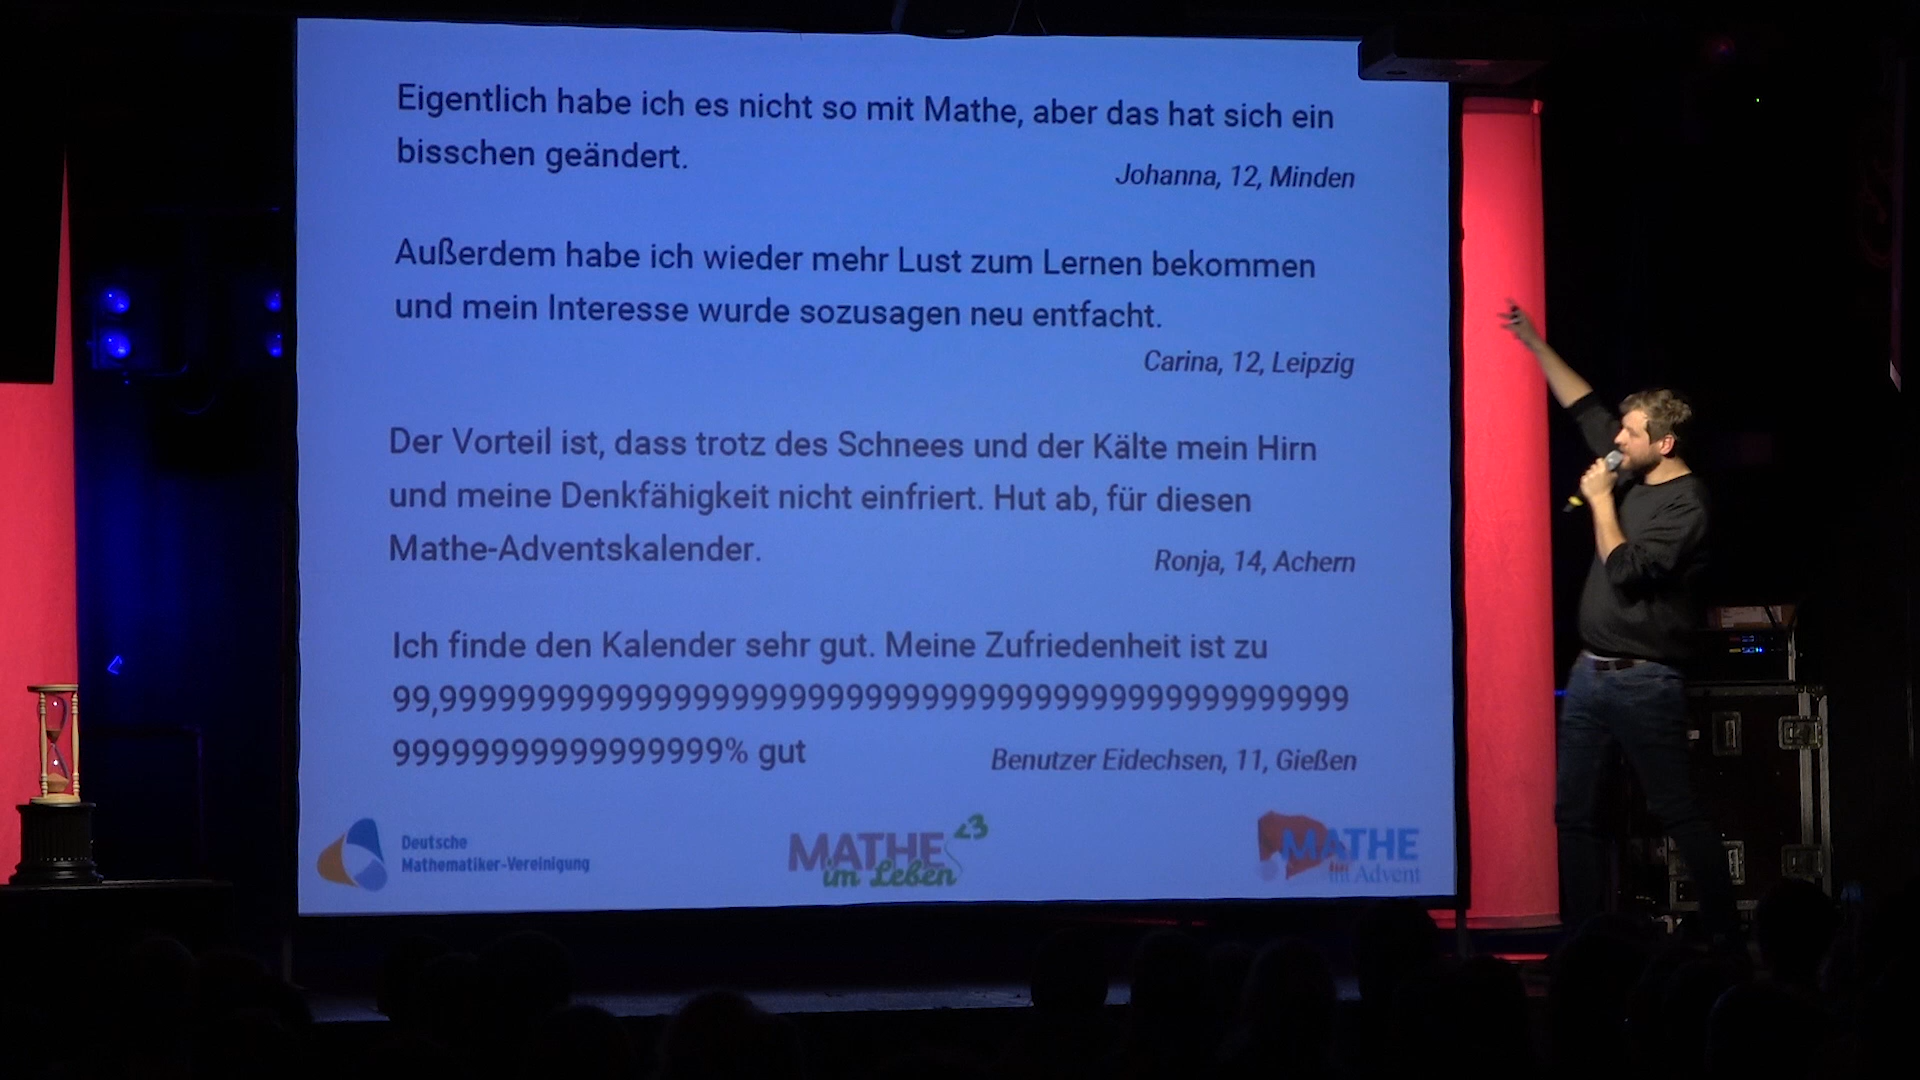 Eigentlich habe ich es nicht so mit Mathe, aber das hat sich ein
bisschen geändert.
Johanna, 12, Minden
Außerdem habe ich wieder mehr Lust zum Lernen bekommen
und mein Interesse wurde sozusagen neu entfacht.
Carina, 12, Leipzig
Der Vorteil ist, dass trotz des Schnees und der Kälte mein Hirn
und meine Denkfähigkeit nicht einfriert. Hut ab, für diesen
Mathe-Adventskalender.
Ronja, 14, Achern
Ich finde den Kalender sehr gut. Meine Zufriedenheit ist zu
99,9999999999999999999999999999999999999999999999
99999999999999999% gut
Benutzer Eidechsen, 11, Gießen
Deutsche
Mathematiker-Vereinigung
MATHE <3
im Leben
MATHE
im Advent